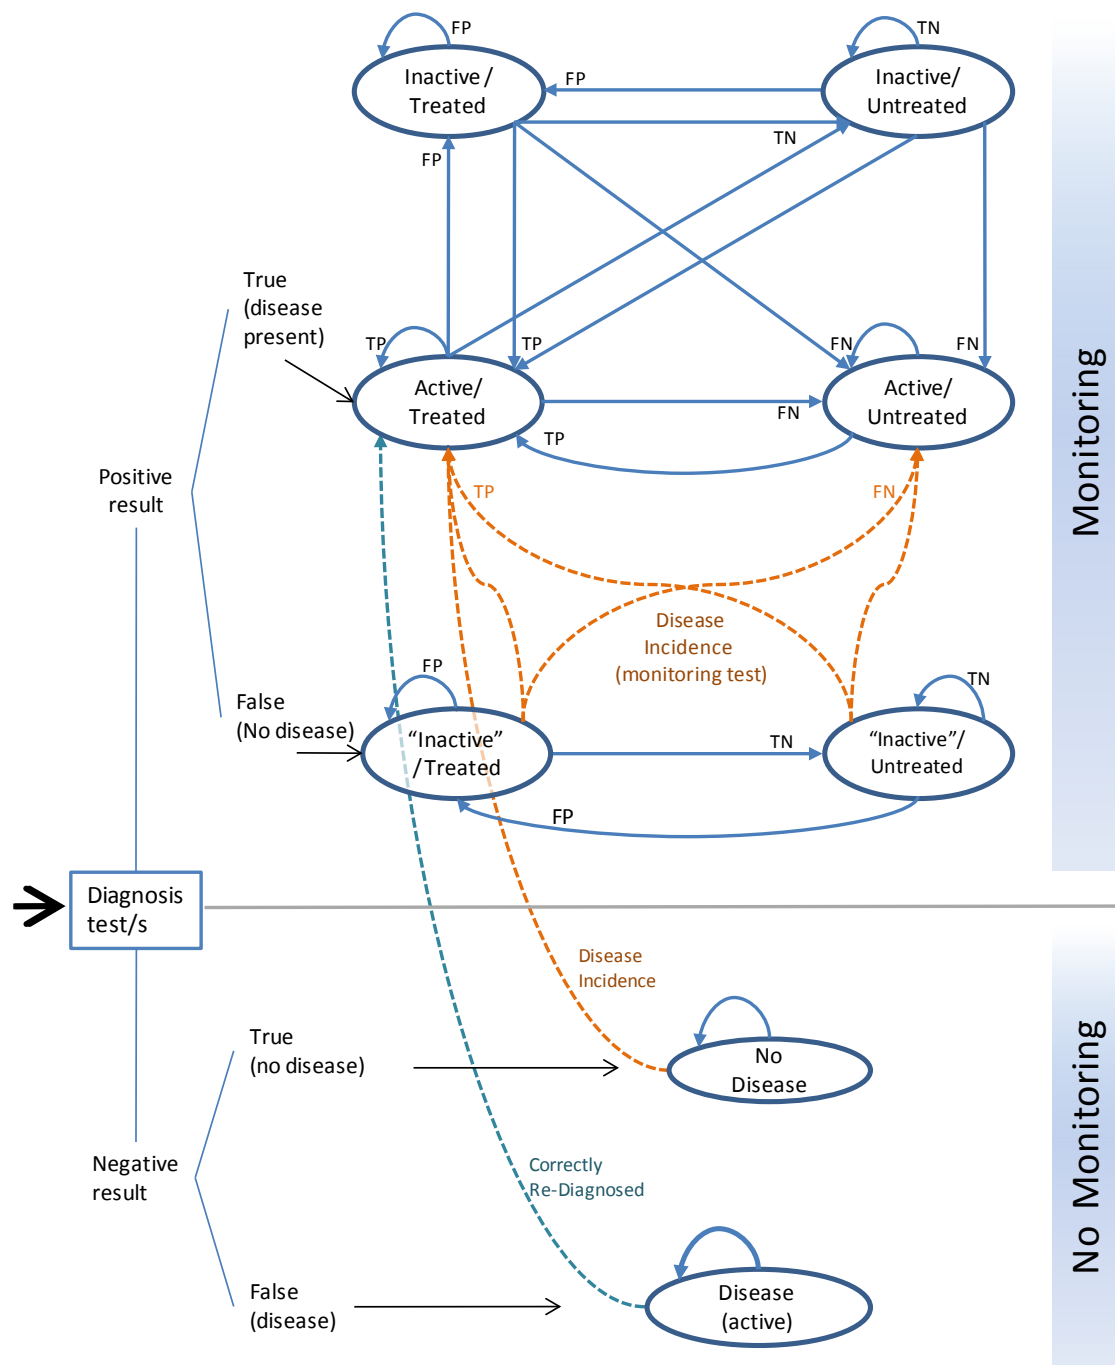 FP
TN
Inactive/
Treated
Inactive/
Untreated
FP
TN
FP
True
(disease
present)
TP
TP
FN
FN
Active/
Treated
Active/
Untreated
FN
TP
Monitoring
Positive
result
TP
FN
Disease
Incidence
(monitoring test)
False
(No disease)
FP
TN
“Inactive”
/Treated
TN
“Inactive”/
Untreated
FP
Diagnosis
test/s
Disease
Incidence
True
(no disease)
No
Disease
No Monitoring
Negative
result
Correctly
Re-Diagnosed
False
(disease)
Disease
(active)